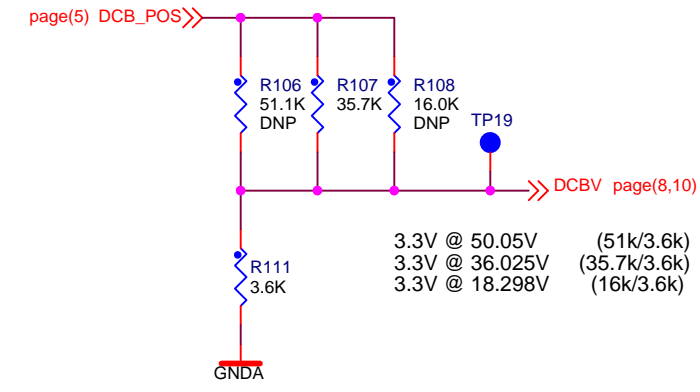 page(5) DCB_POS
R106 R107 R108
51.1K 35.7K 16.0K
DNP DNP
TP19
DCBV page(8,10)
3.3V @ 50.05V (51k/3.6k)
3.3V @ 36.025V (35.7k/3.6k)
3.3V @ 18.298V (16k/3.6k)
R111
3.6K
GNDA